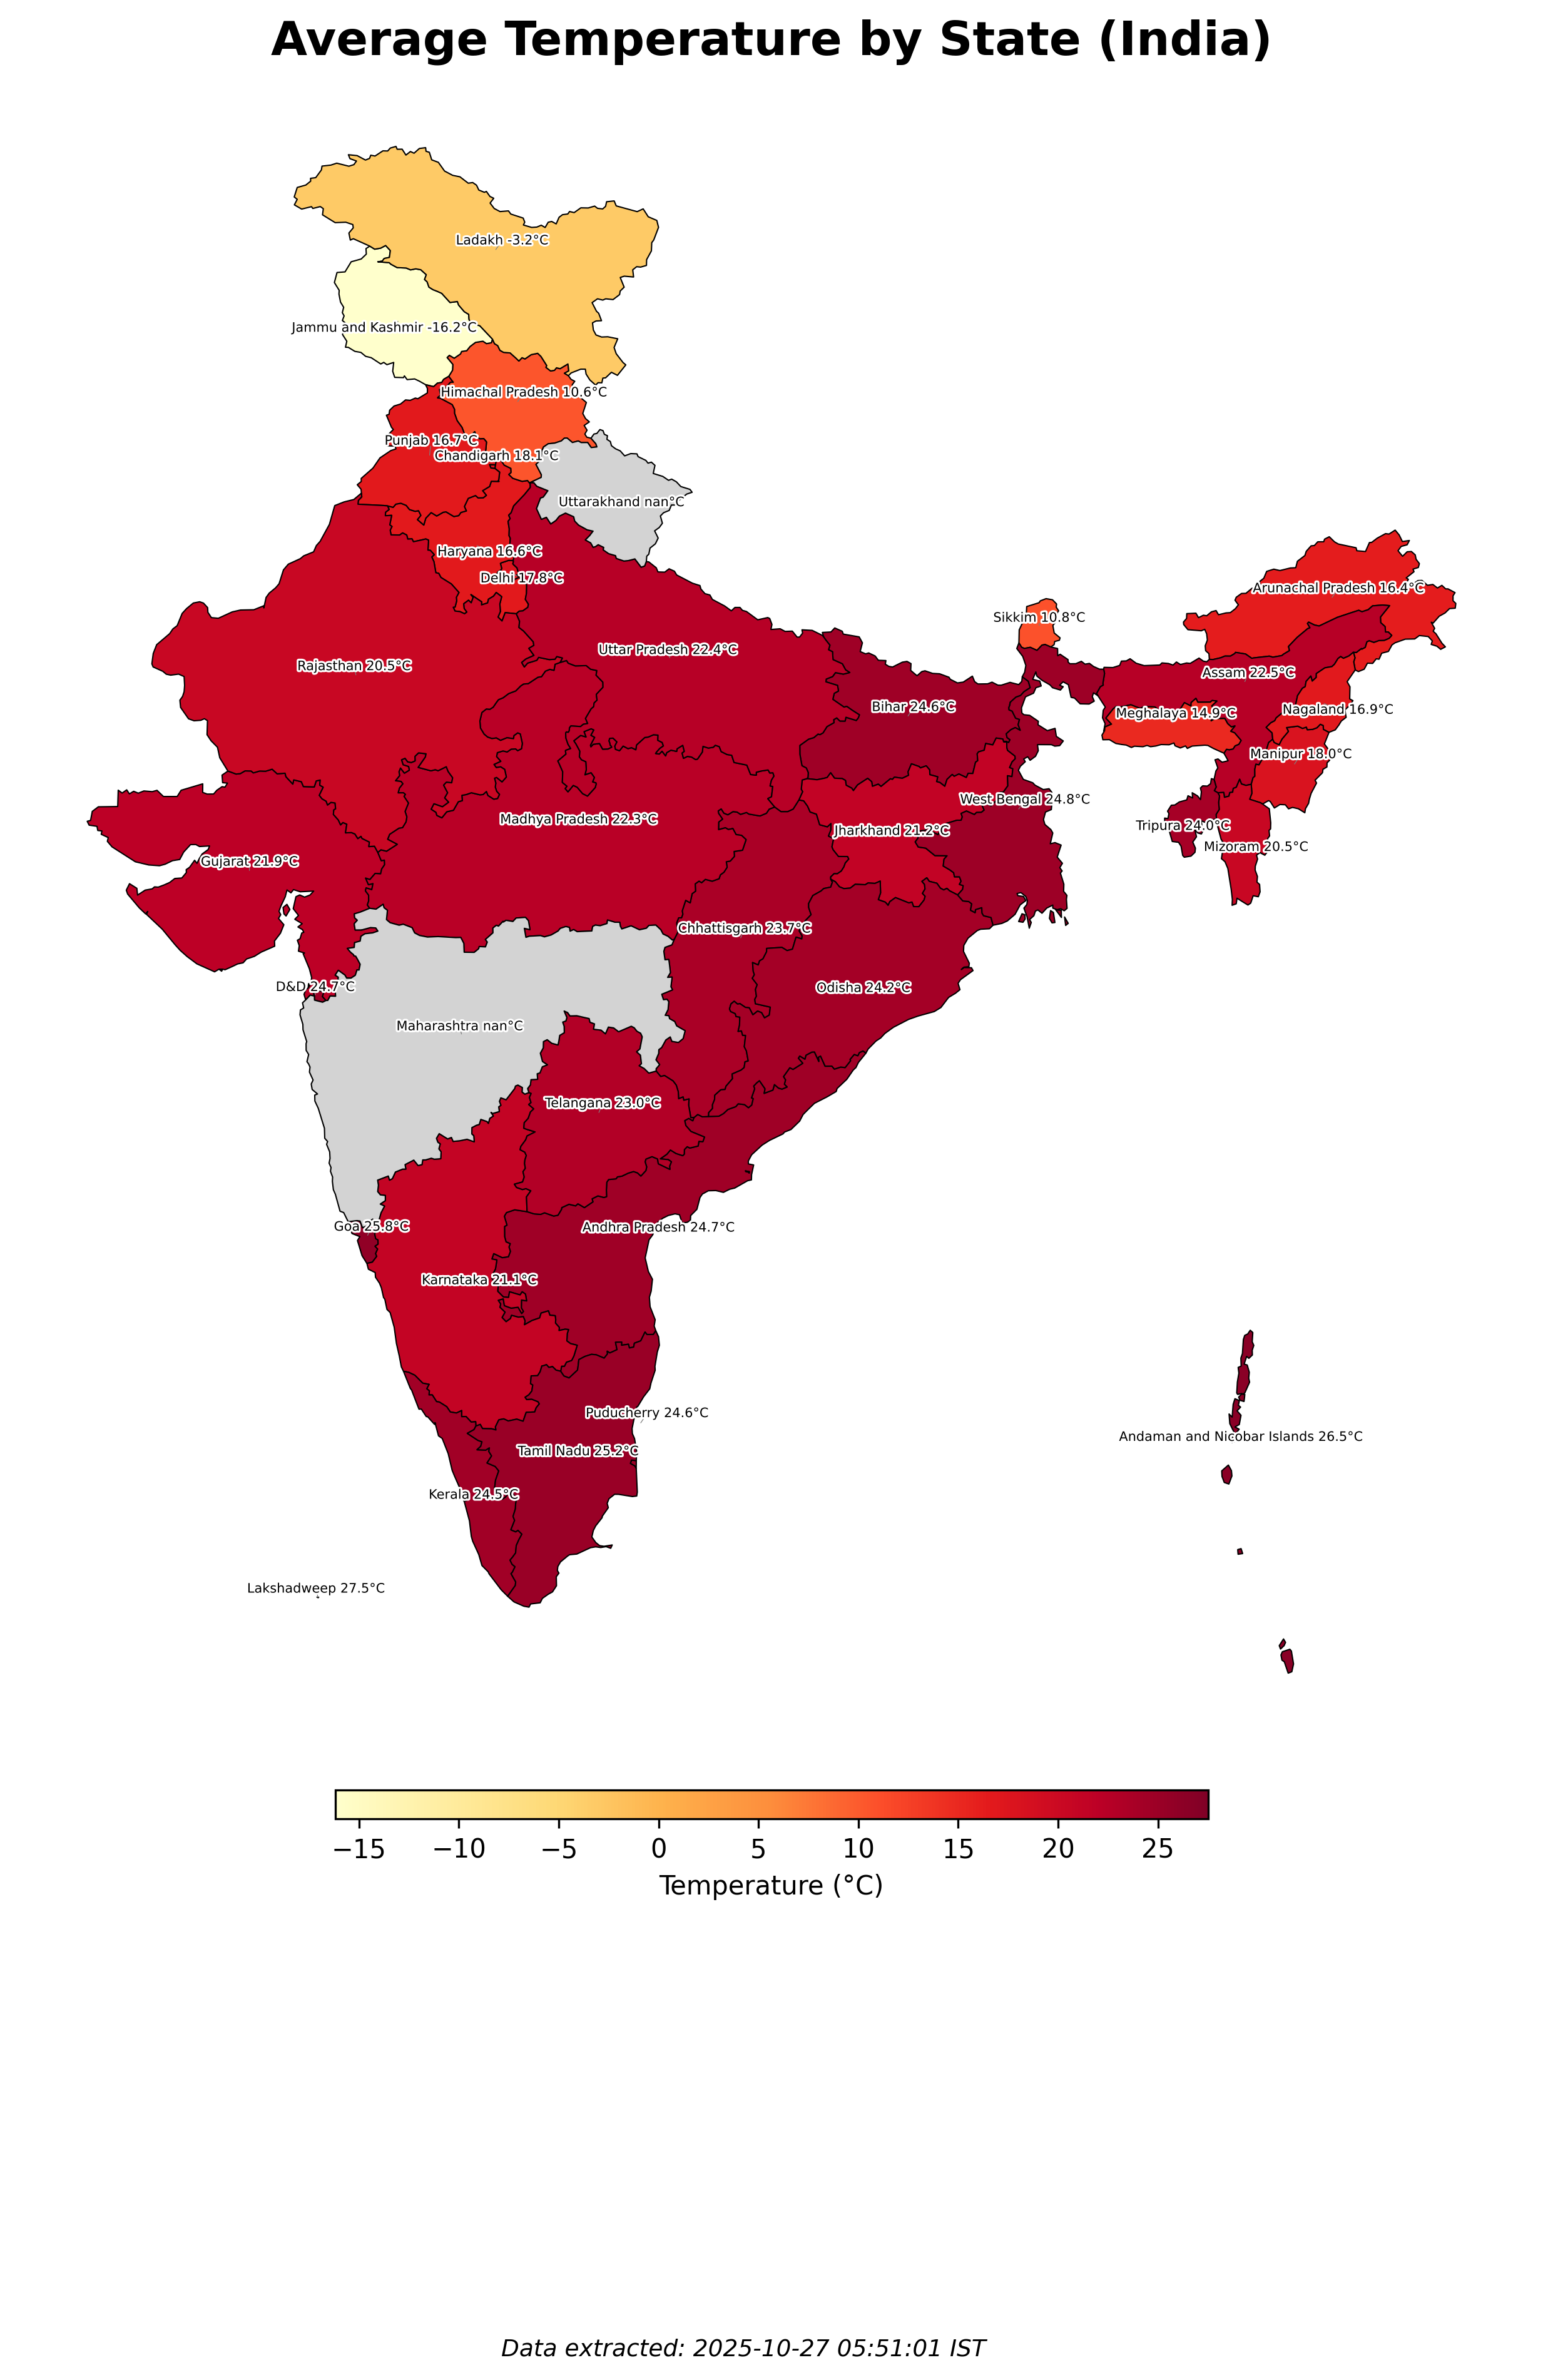 Average Temperature by State (India)
Ladakh -3.2°C
Jammu and Kashmir -16.2°C
Himachal Pradesh 10.6°C
Punjab 16.7°C
Chandigarh 18.1°C
Uttarakhand nan°C
Haryana 16.6°C
Delhi 17.8°C
Arunachal Pradesh 16.4°C
Sikkim 10.8°C
Uttar Pradesh 22.4°C
Rajasthan 20.5°C
Assam 22.5°C
Bihar 24.6°C
Nagaland 16.9°C
Meghalaya 14.9°C
Manipur 18.0°C
West Bengal 24.8°C
Madhya Pradesh 22.3°C
Tripura 24.0°C
Jharkhand 21.2°C
Mizoram 20.5°C
Gujarat 21.9°C
Chhattisgarh 23.7°C
D&D 24.7°C
Odisha 24.2°C
Maharashtra nan°C
Telangana 23.0°C
Goa 25.8°C
Andhra Pradesh 24.7°C
Karnataka 21.1°C
Puducherry 24.6°C
Andaman and Nicobar Islands 26.5°C
Tamil Nadu 25.2°C
Kerala 24.5°C
Lakshadweep 27.5°C
−15 −10 −5 0 5 10 15 20 25
Temperature (°C)
Data extracted: 2025-10-27 05:51:01 IST